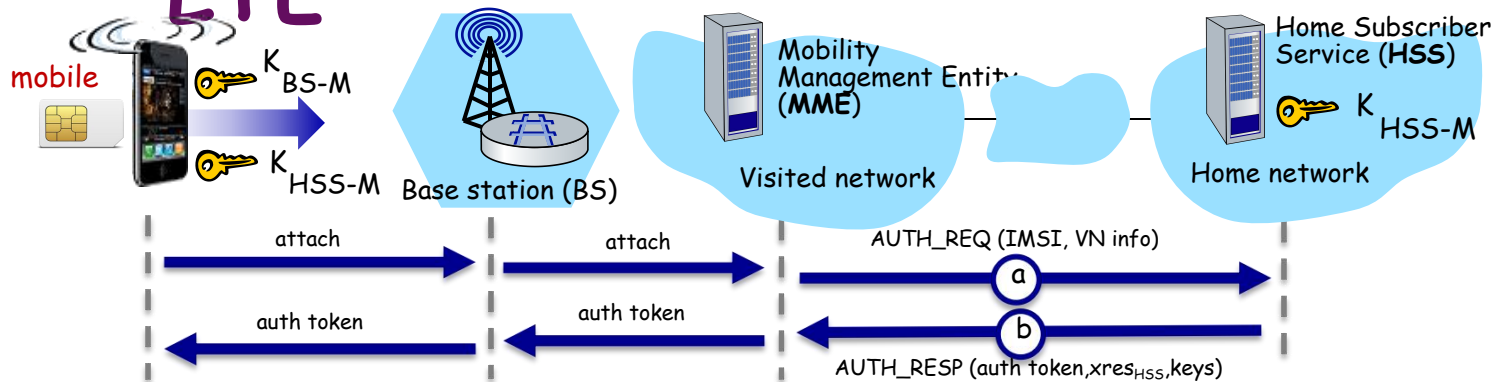 LTE
mobile
K
BS-M
K
HSS-M
Base station (BS)
Mobility
Management Entity
(MME)
Visited network
Home Subscriber
Service (HSS)
K
HSS-M
Home network
attach
attach
AUTH_REQ (IMSI, VN info)
a
auth token
auth token
b
AUTH_RESP (auth token,xresHSS,keys)